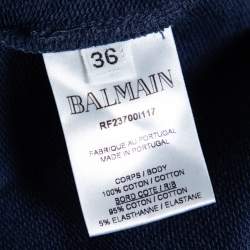 36
BALMAIN
RF23700I117
FABRIQUE AU PORTUGAL
MADE IN PORTUGAL
CORPS/BODY
100% COTON/COTTON
BORD COTE/RIB
95% COTON/COTTON
5% ELASTHANNE/ELASTANE